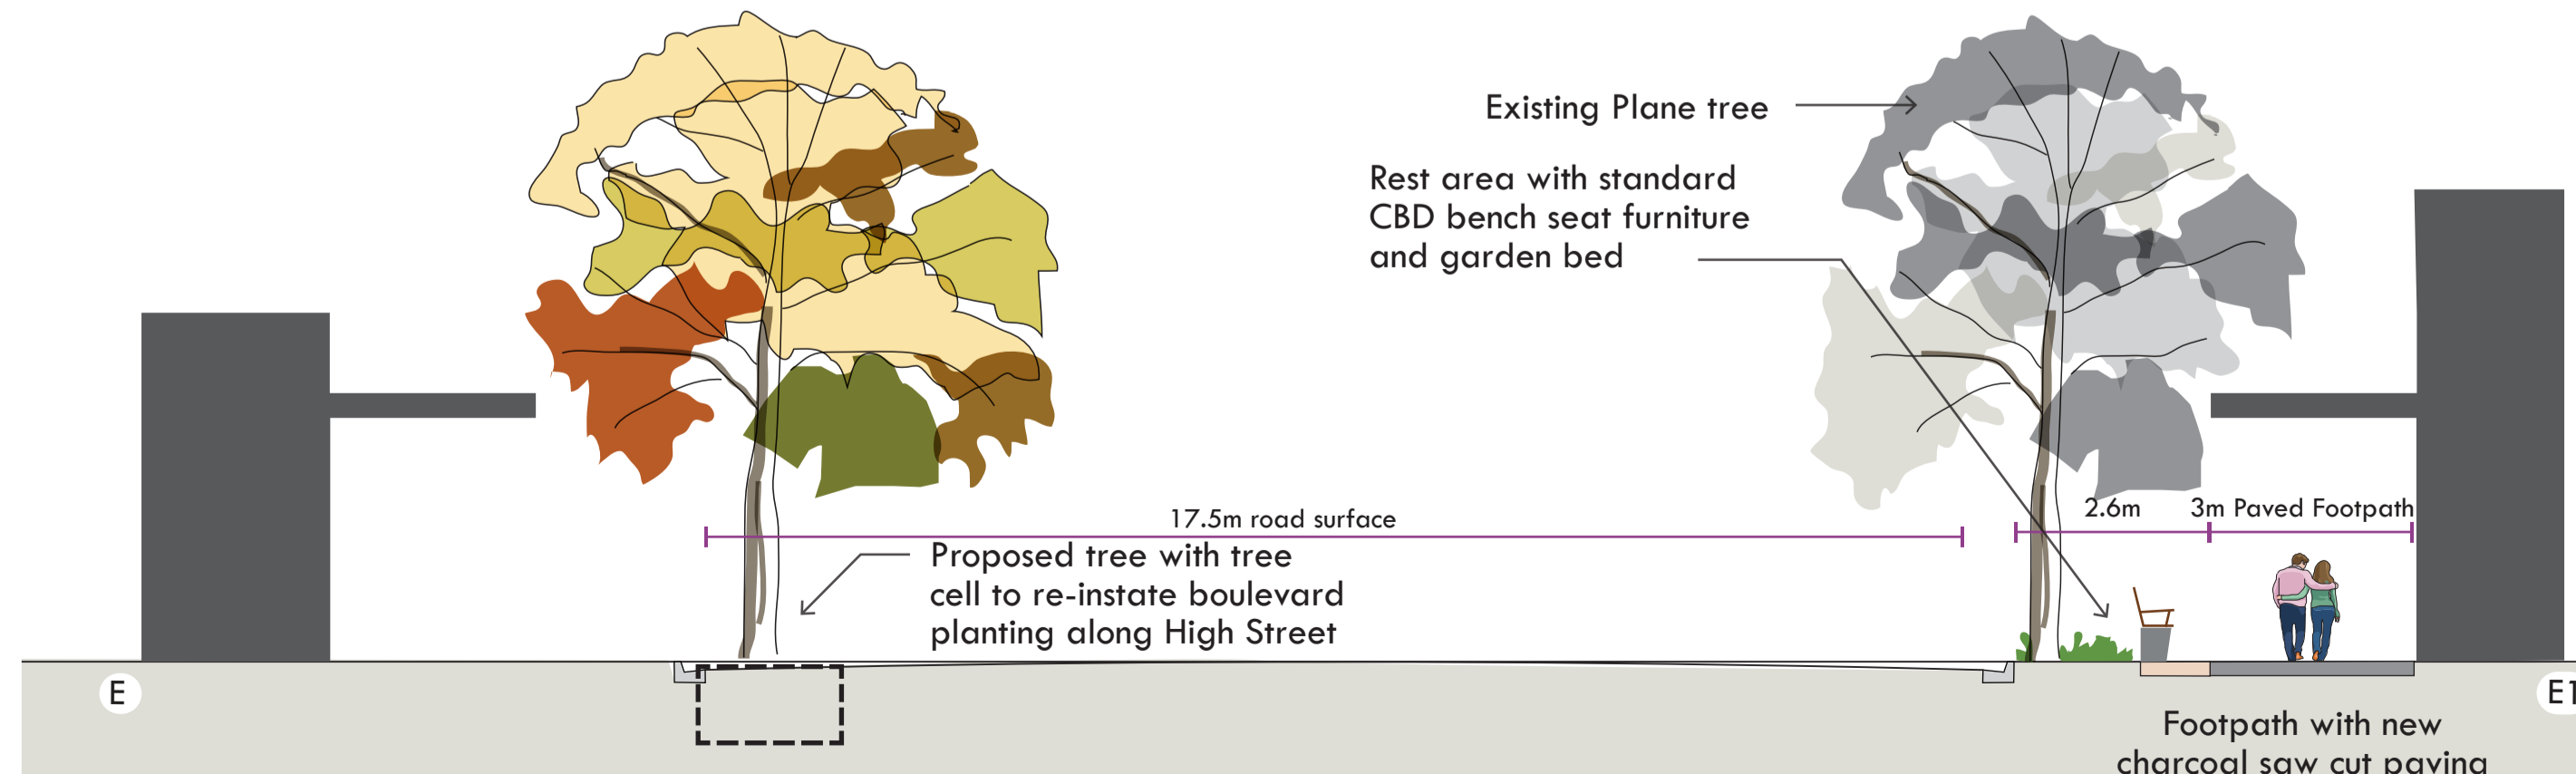 Existing Plane tree
Rest area with standard
CBD bench seat furniture
and garden bed
17.5m road surface
2.6m
3m Paved Footpath
Proposed tree with tree
cell to re-instate boulevard
planting along High Street
E
E1
Footpath with new
charcoal saw cut paving